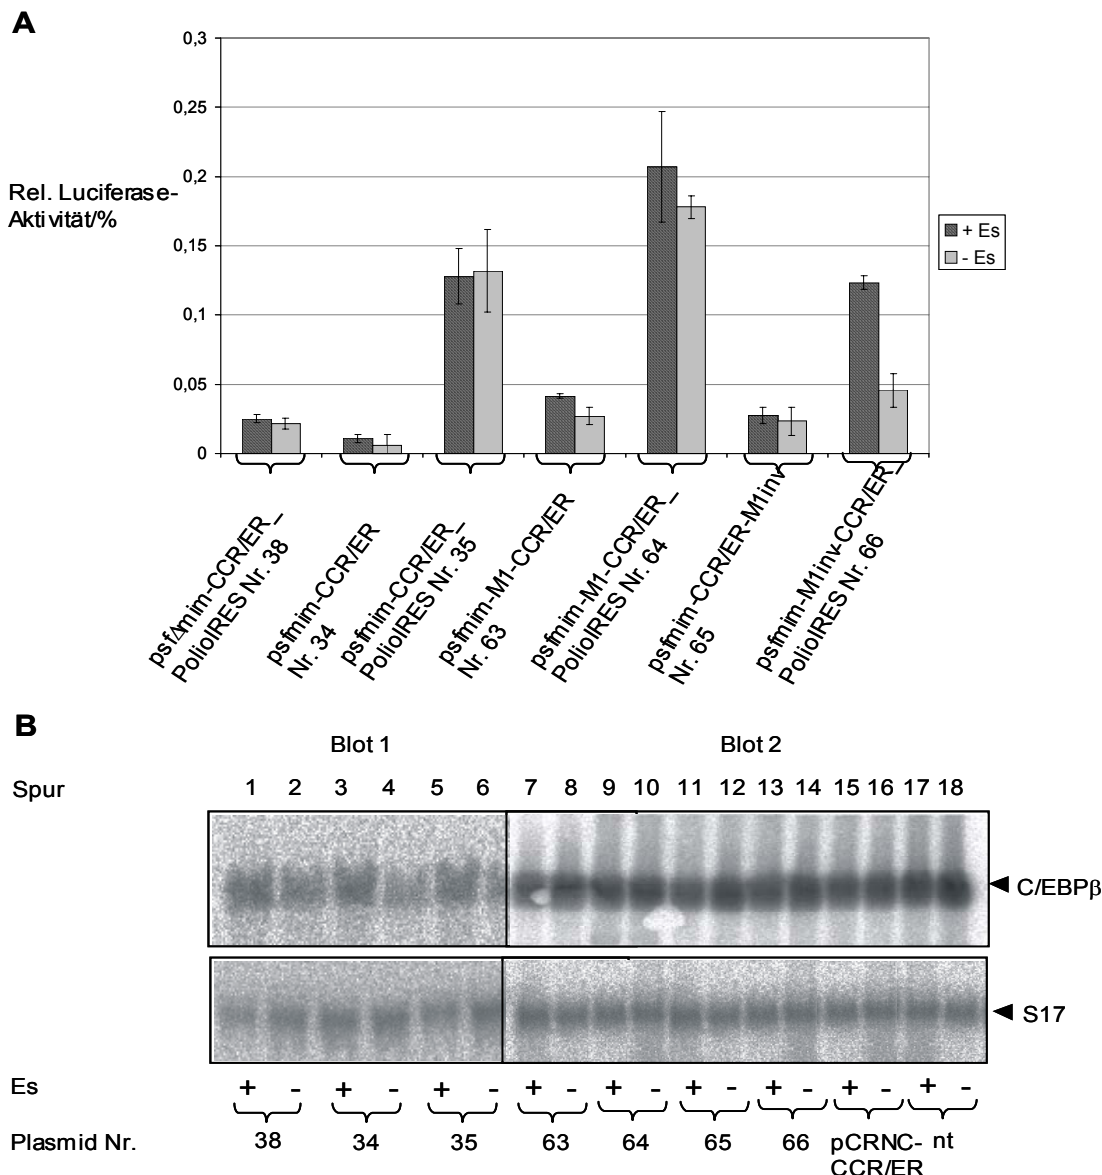 A
0,3
0,25
0,2
0,15
0,1
0,05
0
Rel. Luciferase-
Aktivität/%
+ Es
- Es
psfΔmim-CCR/ER_
PolioIRES Nr. 38
psfmim-CCR/ER
Nr. 34
psfmim-CCR/ER_
PolioIRES Nr. 35
psfmim-M1-CCR/ER
Nr. 63
psfmim-M1-CCR/ER_
PolioIRES Nr. 64
psfmim-CCR/ER-M1inv
Nr. 65
psfmim-M1inv-CCR/ER_
PolioIRES Nr. 66
B
Blot 1 Blot 2
Spur 1 2 3 4 5 6 7 8 9 10 11 12 13 14 15 16 17 18
C/EBPβ
S17
Es + - + - + - + - + - + - + - + - + -
Plasmid Nr. 38 34 35 63 64 65 66 pCRNC- nt
CCR/ER